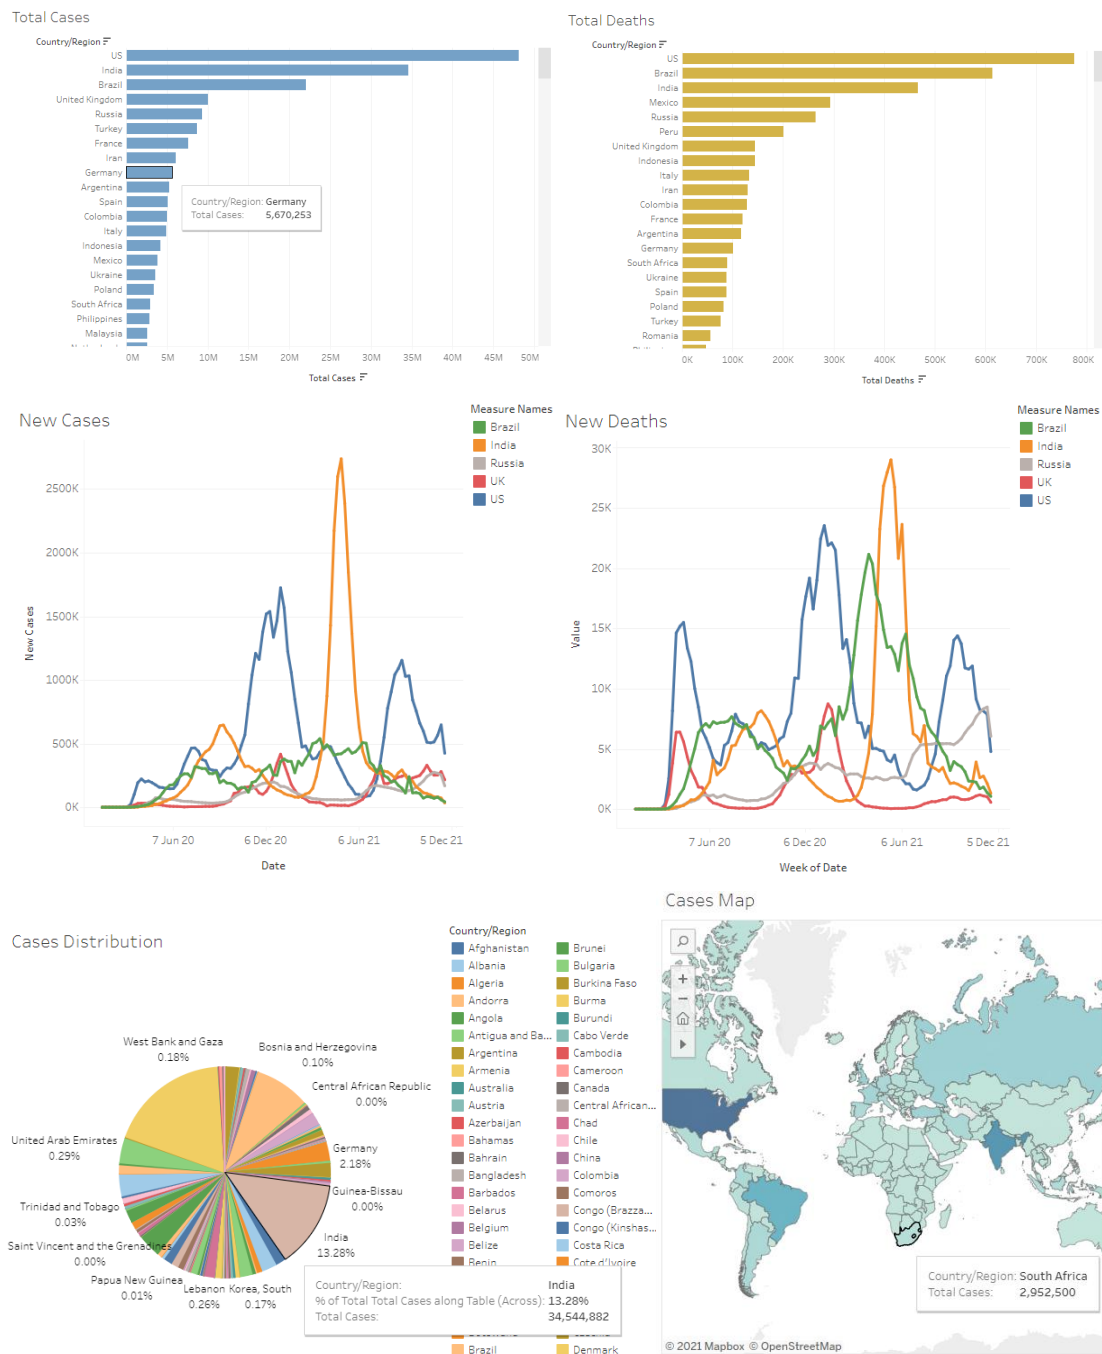 Total Cases
Country/Region
US
India
Brazil
United Kingdom
Russia
Turkey
France
Iran
Germany
Argentina
Spain
Colombia
Italy
Indonesia
Mexico
Ukraine
Poland
South Africa
Philippines
Malaysia
Country/Region: Germany
Total Cases: 5,670,253
0M 5M 10M 15M 20M 25M 30M 35M 40M 45M 50M
Total Cases
Total Deaths
Country/Region
US
Brazil
India
Mexico
Russia
Peru
United Kingdom
Indonesia
Italy
Iran
Colombia
France
Argentina
Germany
South Africa
Ukraine
Spain
Poland
Turkey
Romania
0K 100K 200K 300K 400K 500K 600K 700K 800K
Total Deaths
New Cases
Measure Names
Brazil
India
Russia
UK
US
2500K
2000K
1500K
1000K
500K
0K
New Cases
7 Jun 20 6 Dec 20 6 Jun 21 5 Dec 21
Date
New Deaths
Measure Names
Brazil
India
Russia
UK
US
30K
25K
20K
15K
10K
5K
0K
Value
7 Jun 20 6 Dec 20 6 Jun 21 5 Dec 21
Week of Date
Cases Distribution
West Bank and Gaza
0.18%
Bosnia and Herzegovina
0.10%
Central African Republic
0.00%
United Arab Emirates
0.29%
Germany
2.18%
Guinea-Bissau
0.00%
Trinidad and Tobago
0.03%
India
13.28%
Saint Vincent and the Grenadines
0.00%
Papua New Guinea
0.01%
Lebanon
0.26%
Korea, South
0.17%
Country/Region
Afghanistan
Albania
Algeria
Andorra
Angola
Antigua and Ba...
Argentina
Armenia
Australia
Austria
Azerbaijan
Bahamas
Bahrain
Bangladesh
Barbados
Belarus
Belgium
Belize
Benin
Brazil
Brunei
Bulgaria
Burkina Faso
Burma
Burundi
Cabo Verde
Cambodia
Cameroon
Canada
Central African...
Chad
Chile
China
Colombia
Comoros
Congo (Brazza...
Congo (Kinshas...
Costa Rica
Cote d'Ivoire
Denmark
Country/Region: India
% of Total Total Cases along Table (Across): 13.28%
Total Cases: 34,544,882
Cases Map
Country/Region: South Africa
Total Cases: 2,952,500
© 2021 Mapbox © OpenStreetMap